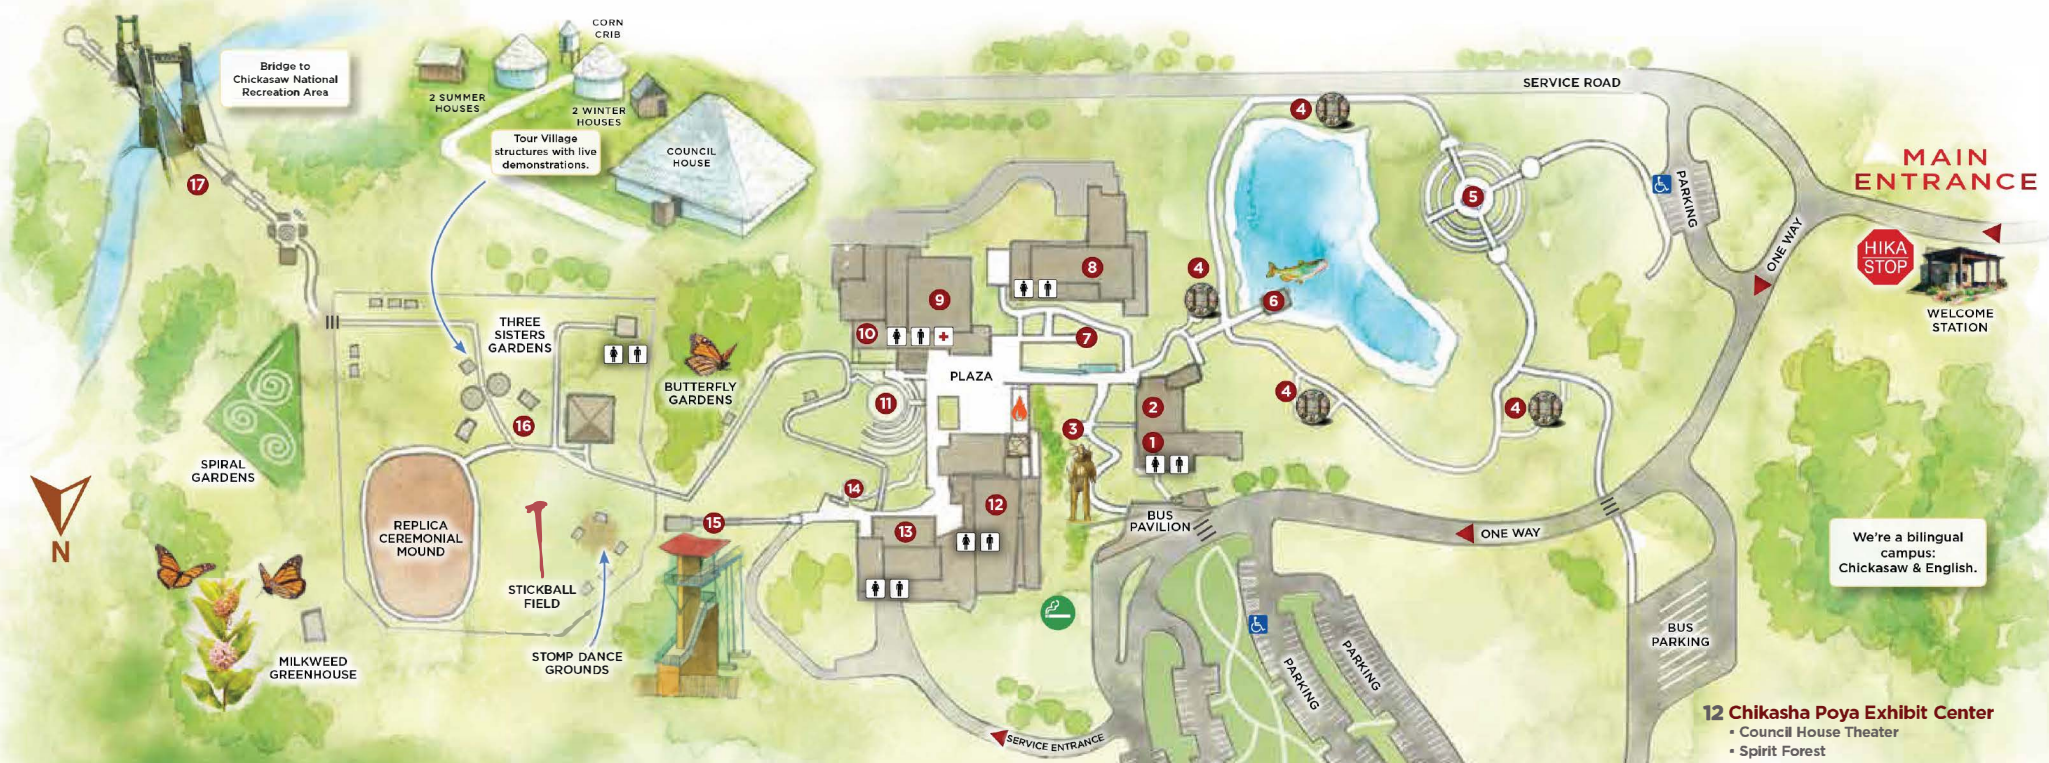 Bridge to
Chickasaw National
Recreation Area
17
CORN
CRIB
2 SUMMER
HOUSES
2 WINTER
HOUSES
Tour Village
structures with live
demonstrations.
COUNCIL
HOUSE
SERVICE ROAD
MAIN
ENTRANCE
HIKA
STOP
WELCOME
STATION
PARKING
ONE WAY
4
5
4
6
8
9
10
7
PLAZA
THREE
SISTERS
GARDENS
BUTTERFLY
GARDENS
11
2
3
1
4
4
16
SPIRAL
GARDENS
N
REPLICA
CEREMONIAL
MOUND
STICKBALL
FIELD
14
15
12
13
BUS
PAVILION
ONE WAY
We're a bilingual
campus:
Chickasaw & English.
MILKWEED
GREENHOUSE
STOMP DANCE
GROUNDS
PARKING
PARKING
BUS
PARKING
SERVICE ENTRANCE
12 Chikasha Poya Exhibit Center
• Council House Theater
• Spirit Forest